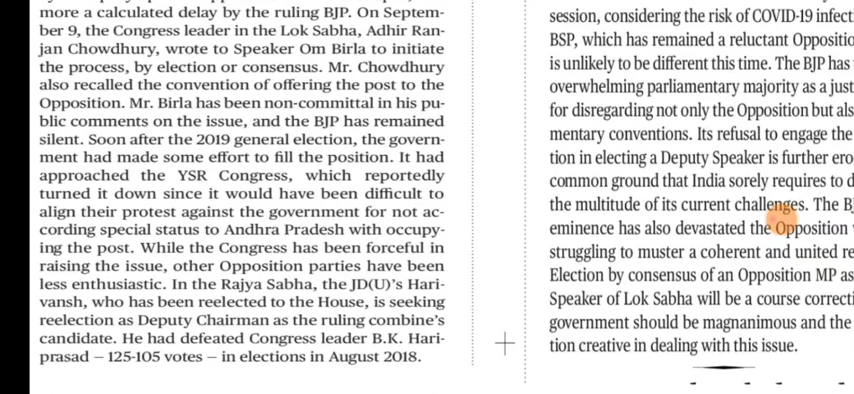 more a calculated delay by the ruling BJP. On Septem-
ber 9, the Congress leader in the Lok Sabha, Adhir Ran-
jan Chowdhury, wrote to Speaker Om Birla to initiate
the process, by election or consensus. Mr. Chowdhury
also recalled the convention of offering the post to the
Opposition. Mr. Birla has been non-committal in his pu-
blic comments on the issue, and the BJP has remained
silent. Soon after the 2019 general election, the govern-
ment had made some effort to fill the position. It had
approached the YSR Congress, which reportedly
turned it down since it would have been difficult to
align their protest against the government for not ac-
cording special status to Andhra Pradesh with occupy-
ing the post. While the Congress has been forceful in
raising the issue, other Opposition parties have been
less enthusiastic. In the Rajya Sabha, the JD(U)’s Hari-
vansh, who has been reelected to the House, is seeking
reelection as Deputy Chairman as the ruling combine’s
candidate. He had defeated Congress leader B.K. Hari-
prasad – 125-105 votes – in elections in August 2018.
session, considering the risk of COVID-19 infect
BSP, which has remained a reluctant Oppositio
is unlikely to be different this time. The BJP has
overwhelming parliamentary majority as a just
for disregarding not only the Opposition but als
mentary conventions. Its refusal to engage the
tion in electing a Deputy Speaker is further ero
common ground that India sorely requires to d
the multitude of its current challenges. The BJ
eminence has also devastated the Opposition
struggling to muster a coherent and united re
Election by consensus of an Opposition MP as
Speaker of Lok Sabha will be a course correcti
government should be magnanimous and the
tion creative in dealing with this issue.